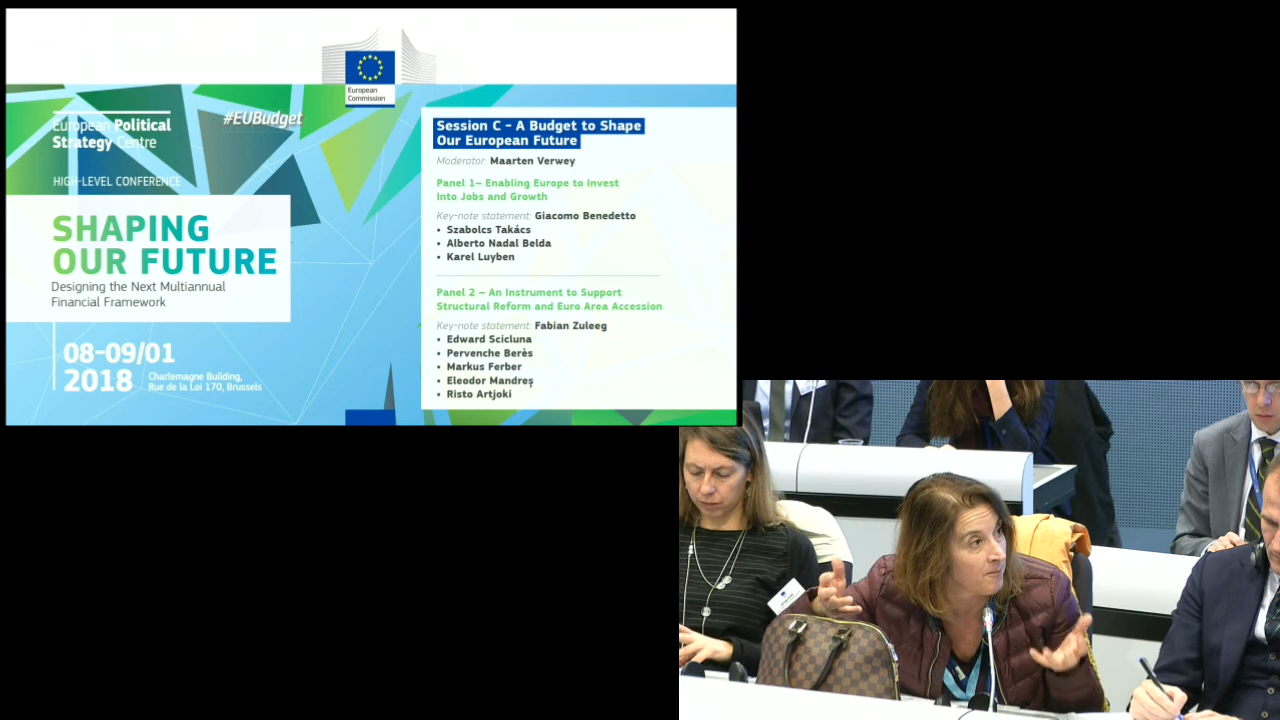 European
Commission
#EUBudget
European Political
Strategy Centre
HIGH-LEVEL CONFERENCE
SHAPING
OUR FUTURE
Designing the Next Multiannual
Financial Framework
08-09/01
2018
Charlemagne Building,
Rue de la Loi 170, Brussels
Session C - A Budget to Shape
Our European Future
Moderator: Maarten Verwey
Panel 1– Enabling Europe to Invest
Into Jobs and Growth
Key-note statement: Giacomo Benedetto
• Szabolcs Takács
• Alberto Nadal Belda
• Karel Luyben
Panel 2 – An Instrument to Support
Structural Reform and Euro Area Accession
Key-note statement: Fabian Zuleeg
• Edward Scicluna
• Pervenche Berès
• Markus Ferber
• Eleodor Mandreș
• Risto Artjoki